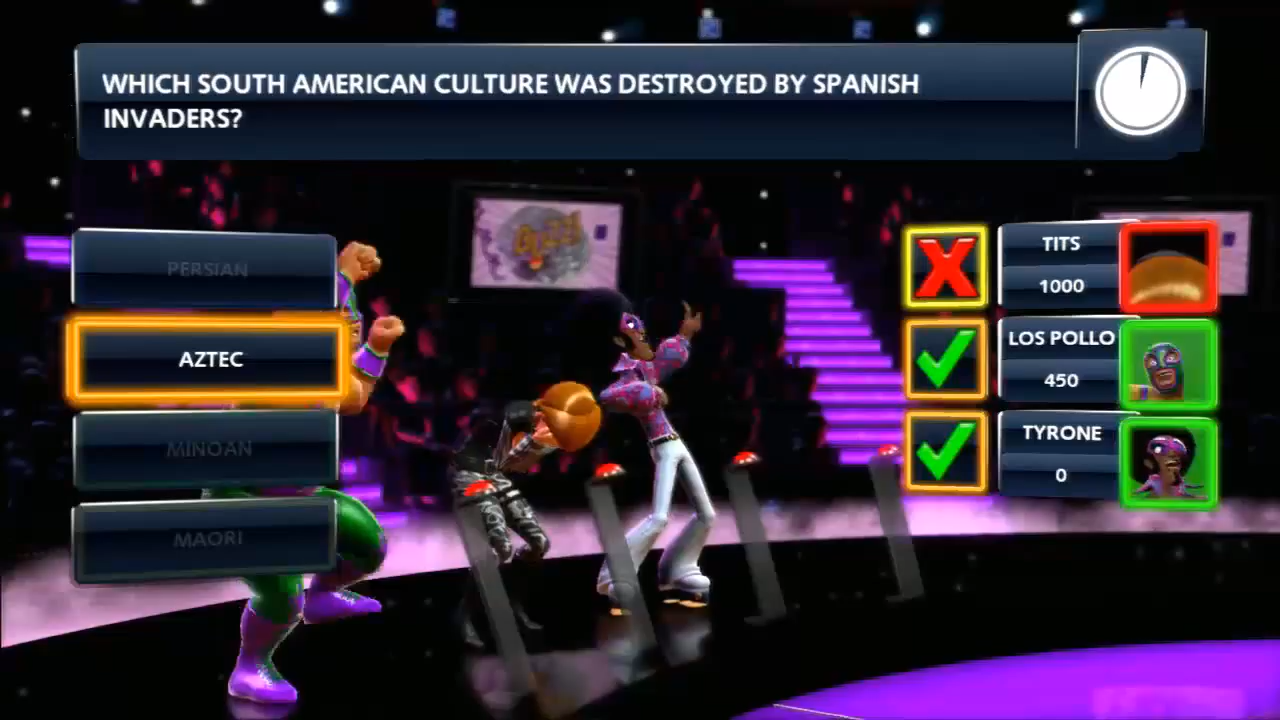 WHICH SOUTH AMERICAN CULTURE WAS DESTROYED BY SPANISH
INVADERS?
BUZZ!
PERSIAN
AZTEC
MINOAN
MAORI
TITS
1000
LOS POLLO
450
TYRONE
0